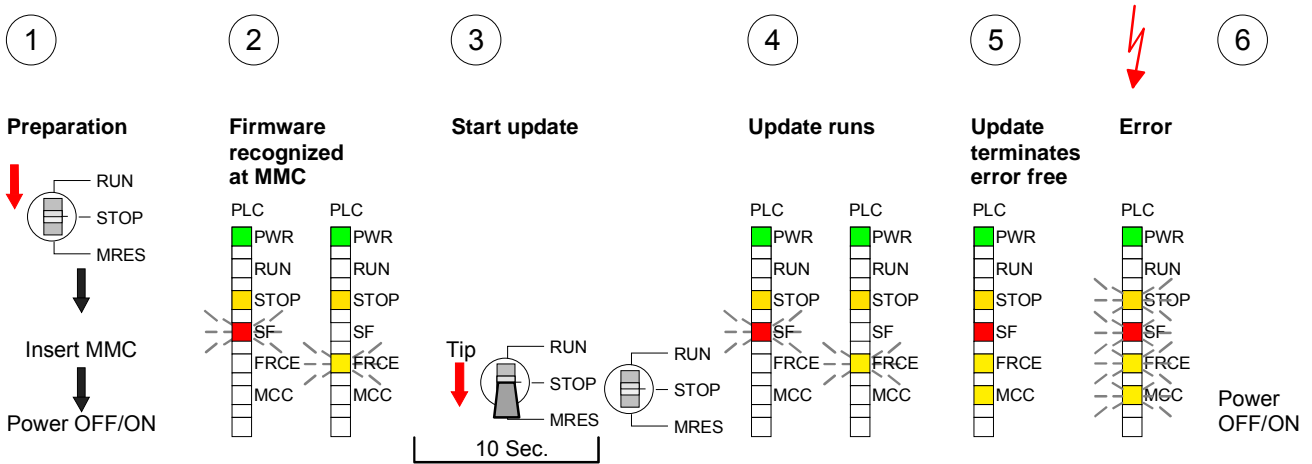 1
2
3
4
5
6
Preparation
Firmware
recognized
at MMC
Start update
Update runs
Update
terminates
error free
Error
RUN
STOP
MRES
Insert MMC
Power OFF/ON
PLC
PWR
RUN
STOP
SF
FRCE
MCC
PLC
PWR
RUN
STOP
SF
FRCE
MCC
Tip
RUN
STOP
MRES
10 Sec.
RUN
STOP
MRES
PLC
PWR
RUN
STOP
SF
FRCE
MCC
PLC
PWR
RUN
STOP
SF
FRCE
MCC
PLC
PWR
RUN
STOP
SF
FRCE
MCC
PLC
PWR
RUN
STOP
SF
FRCE
MCC
Power
OFF/ON